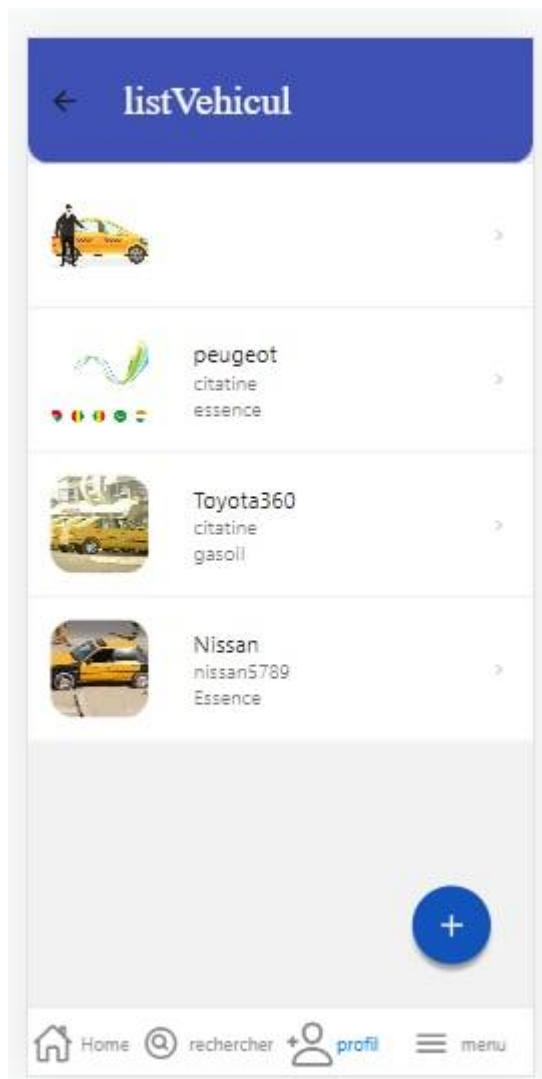 listVehicul
peugeot
citatine
essence
Toyota360
citatine
gasoil
Nissan
nissan5789
Essence
+
Home rechercher profil menu